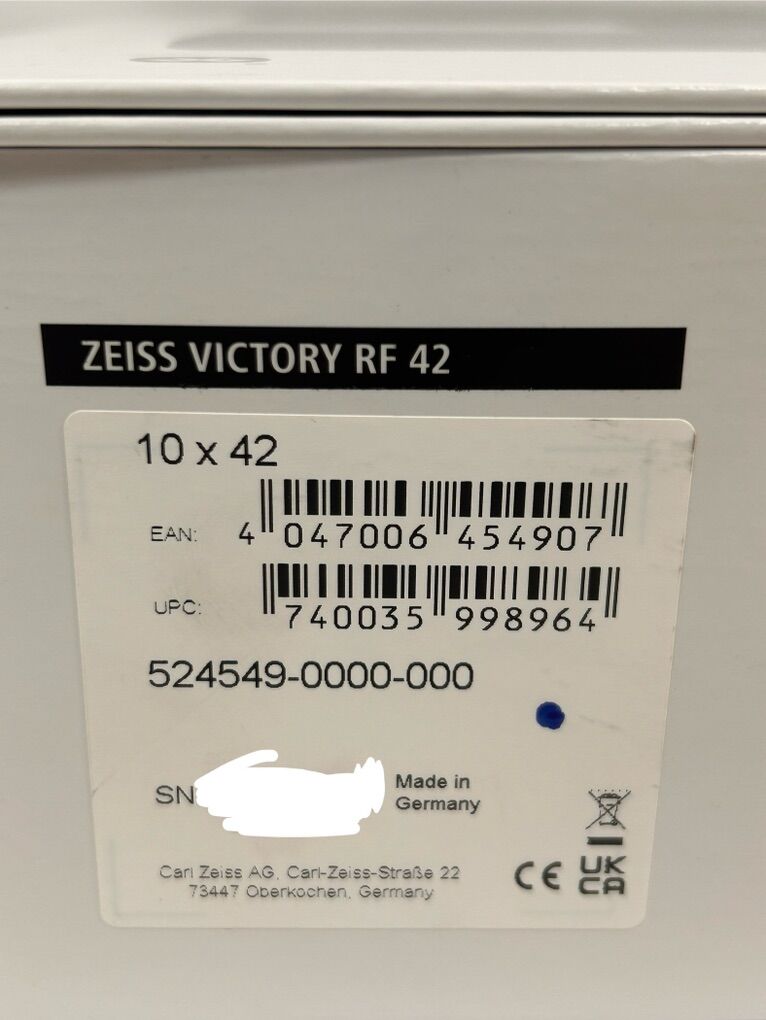 ZEISS VICTORY RF 42
10 x 42
EAN: 4 047006 454907
UPC: 740035 998964
524549-0000-000
SN
Made in
Germany
Carl Zeiss AG, Carl-Zeiss-Straße 22
73447 Oberkochen, Germany
CE
UK
CA